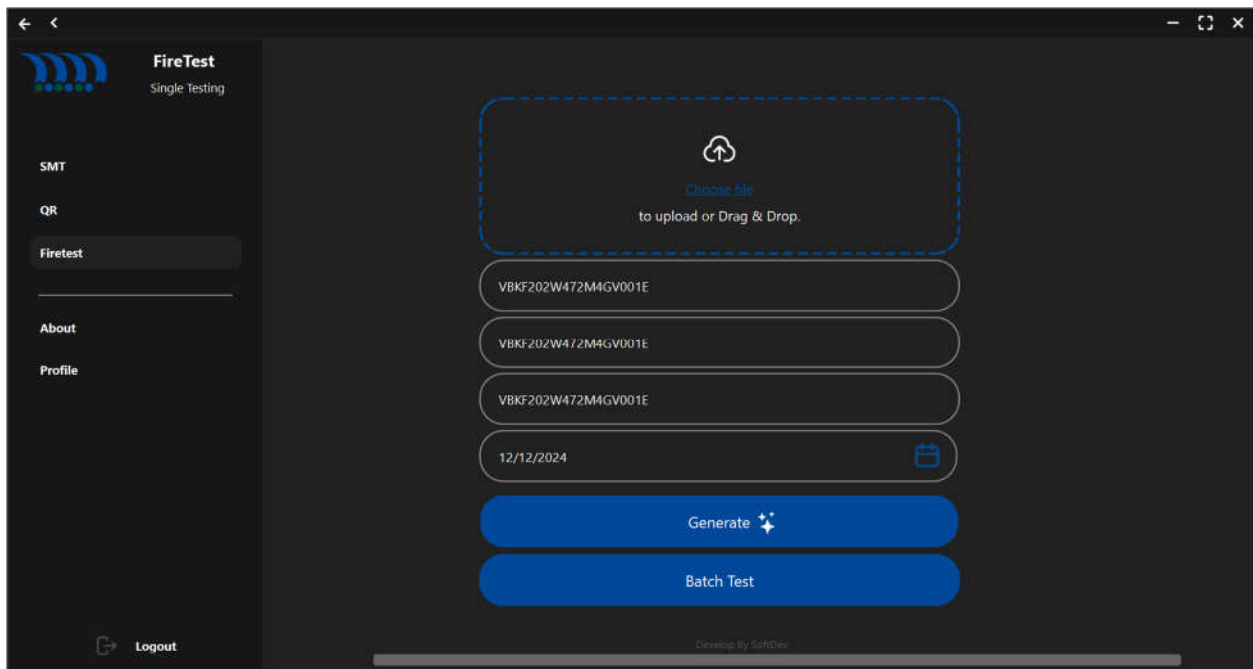 FireTest
Single Testing
SMT
QR
Firetest
About
Profile
Logout
Choose file
to upload or Drag & Drop.
VBKF202W472M4GV001E
VBKF202W472M4GV001E
VBKF202W472M4GV001E
12/12/2024
Generate
Batch Test
Develop By SoftDev